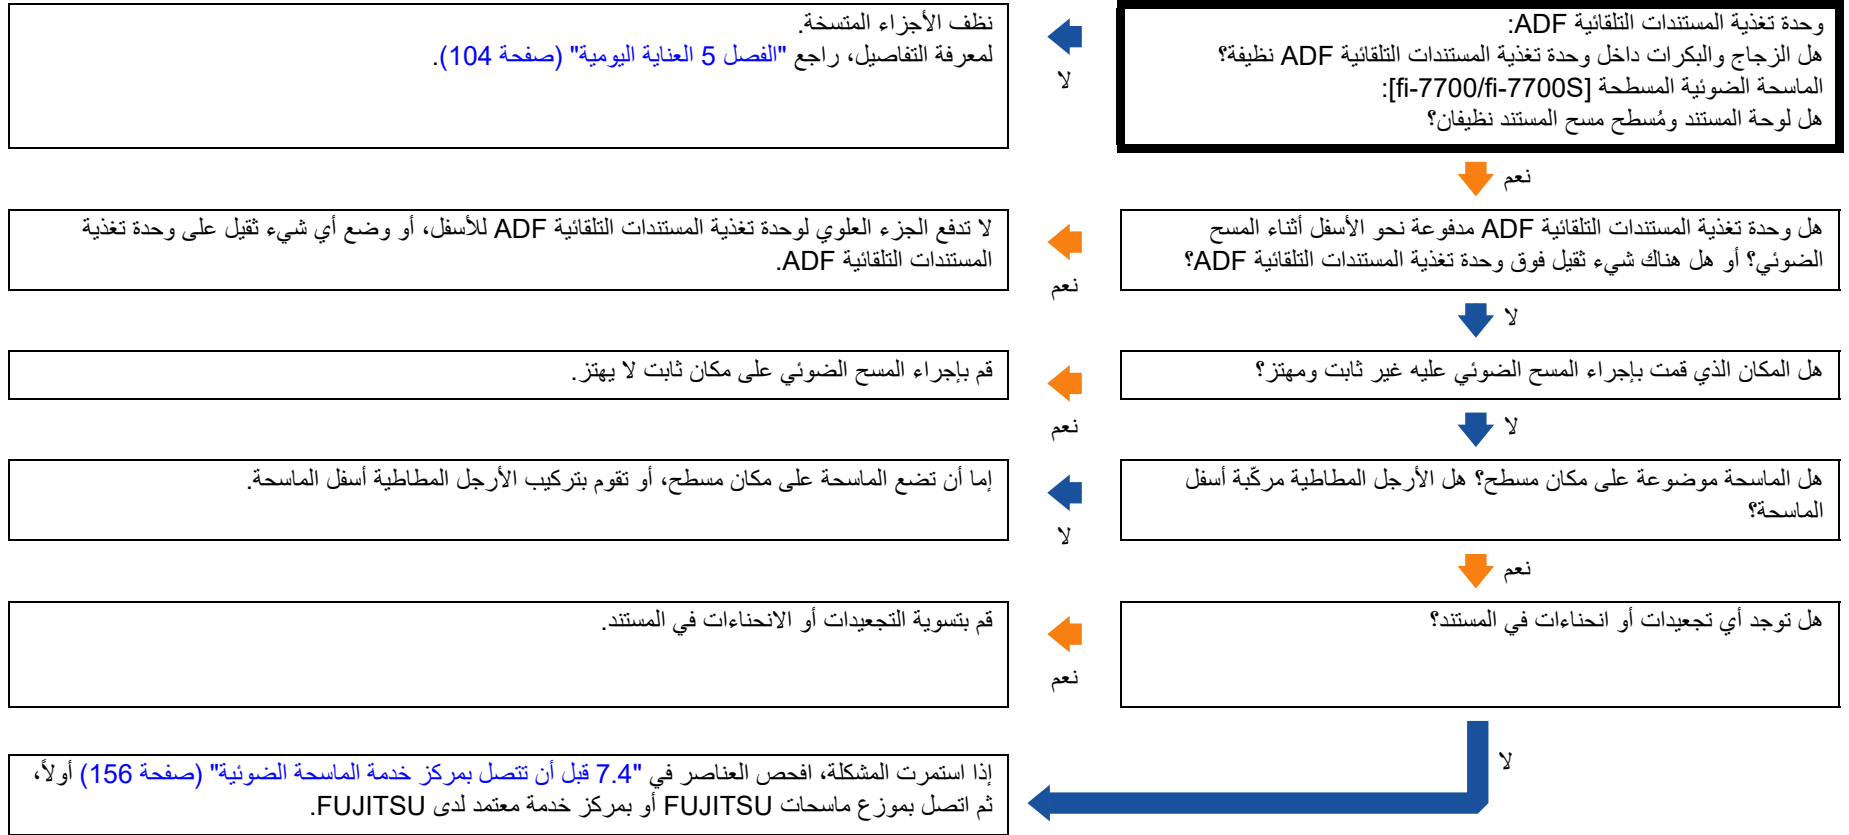 وحدة تغذية المستندات التلقائية ADF:
هل الزجاج والبكرات داخل وحدة تغذية المستندات التلقائية ADF نظيفة؟
الماسحة الضوئية المسطحة [fi-7700/fi-7700S]:
هل لوحة المستند ومُسطح مسح المستند نظيفان؟
لا
نظف الأجزاء المتسخة.
لمعرفة التفاصيل، راجع "الفصل 5 العناية اليومية" (صفحة 104).
نعم
هل وحدة تغذية المستندات التلقائية ADF مدفوعة نحو الأسفل أثناء المسح
الضوئي؟ أو هل هناك شيء ثقيل فوق وحدة تغذية المستندات التلقائية ADF؟
نعم
لا تدفع الجزء العلوي لوحدة تغذية المستندات التلقائية ADF للأسفل، أو وضع أي شيء ثقيل على وحدة تغذية
المستندات التلقائية ADF.
لا
هل المكان الذي قمت بإجراء المسح الضوئي عليه غير ثابت ومهتز؟
نعم
قم بإجراء المسح الضوئي على مكان ثابت لا يهتز.
لا
هل الماسحة موضوعة على مكان مسطح؟ هل الأرجل المطاطية مركّبة أسفل
الماسحة؟
لا
إما أن تضع الماسحة على مكان مسطح، أو تقوم بتركيب الأرجل المطاطية أسفل الماسحة.
نعم
هل توجد أي تجعيدات أو انحناءات في المستند؟
نعم
قم بتسوية التجعيدات أو الانحناءات في المستند.
لا
إذا استمرت المشكلة، افحص العناصر في "7.4 قبل أن تتصل بمركز خدمة الماسحة الضوئية" (صفحة 156) أولاً،
ثم اتصل بموزع ماسحات FUJITSU أو بمركز خدمة معتمد لدى FUJITSU.